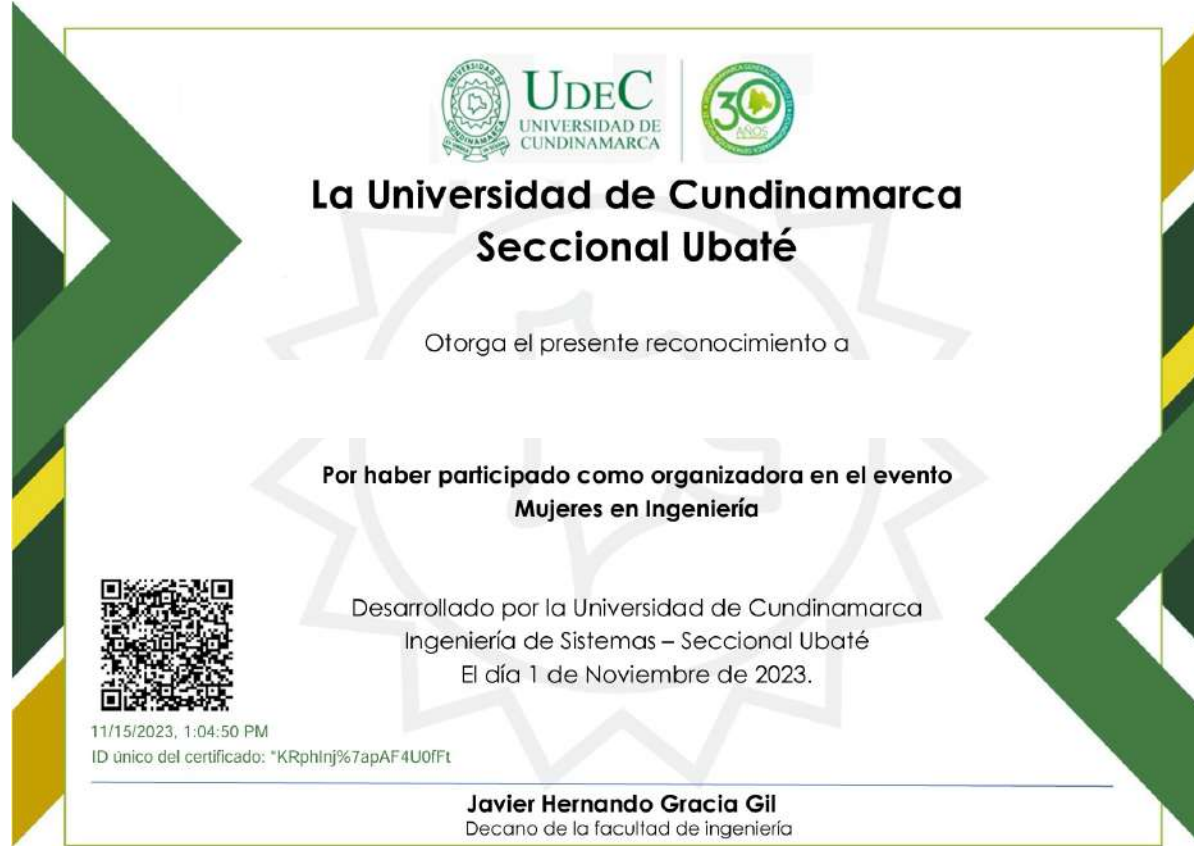 UDEC
UNIVERSIDAD DE
CUNDINAMARCA
30
AÑOS
La Universidad de Cundinamarca
Seccional Ubaté
Otorga el presente reconocimiento a
Por haber participado como organizadora en el evento
Mujeres en Ingeniería
Desarrollado por la Universidad de Cundinamarca
Ingeniería de Sistemas – Seccional Ubaté
El día 1 de Noviembre de 2023.
11/15/2023, 1:04:50 PM
ID único del certificado:
Javier Hernando Gracia Gil
Decano de la facultad de ingeniería